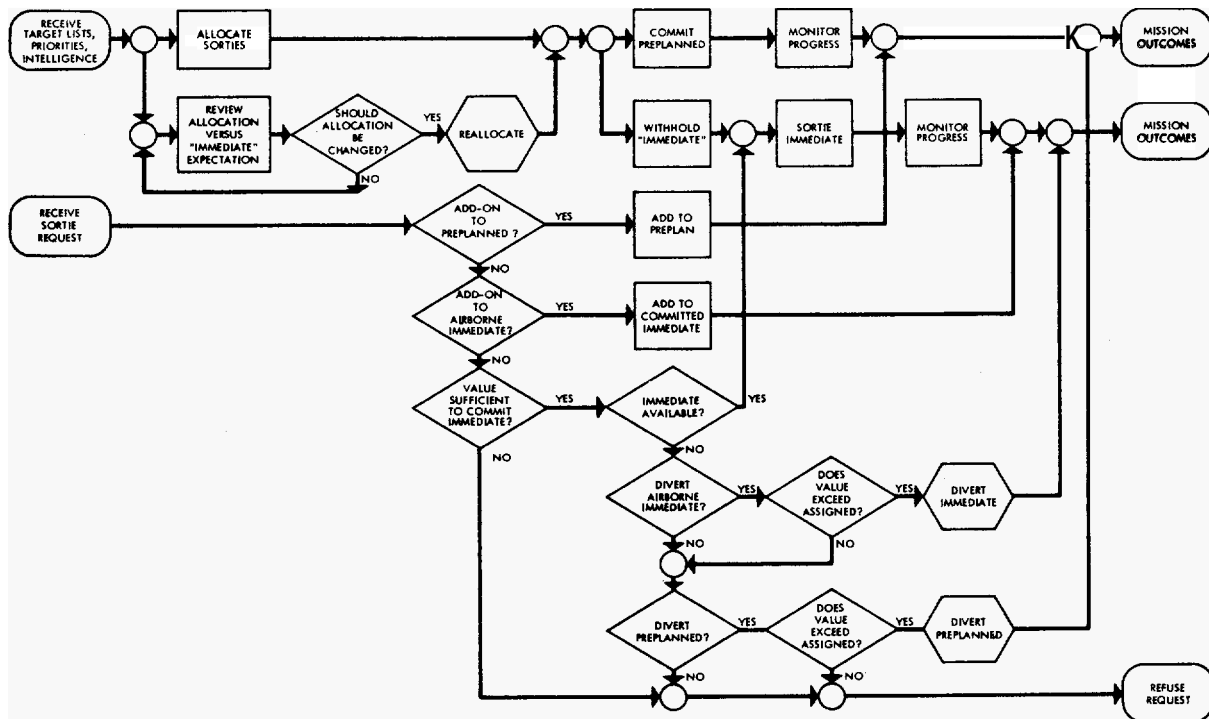 RECEIVE
TARGET LISTS,
PRIORITIES,
INTELLIGENCE
ALLOCATE
SORTIES
COMMIT
PREPLANNED
MONITOR
PROGRESS
MISSION
OUTCOMES
REVIEW
ALLOCATION
VERSUS
"IMMEDIATE"
EXPECTATION
SHOULD
ALLOCATION
BE
CHANGED?
YES
NO
REALLOCATE
WITHHOLD
"IMMEDIATE"
SORTIE
IMMEDIATE
MONITOR
PROGRESS
MISSION
OUTCOMES
RECEIVE
SORTIE
REQUEST
ADD-ON
TO
PREPLANNED ?
YES
NO
ADD TO
PREPLAN
ADD-ON
TO
AIRBORNE
IMMEDIATE?
YES
NO
ADD TO
COMMITTED
IMMEDIATE
VALUE
SUFFICIENT
TO COMMIT
IMMEDIATE?
YES
NO
IMMEDIATE
AVAILABLE?
YES
NO
DIVERT
AIRBORNE
IMMEDIATE?
YES
NO
DOES
VALUE
EXCEED
ASSIGNED?
YES
NO
DIVERT
IMMEDIATE
DIVERT
PREPLANNED?
YES
NO
DOES
VALUE
EXCEED
ASSIGNED?
YES
NO
DIVERT
PREPLANNED
REFUSE
REQUEST